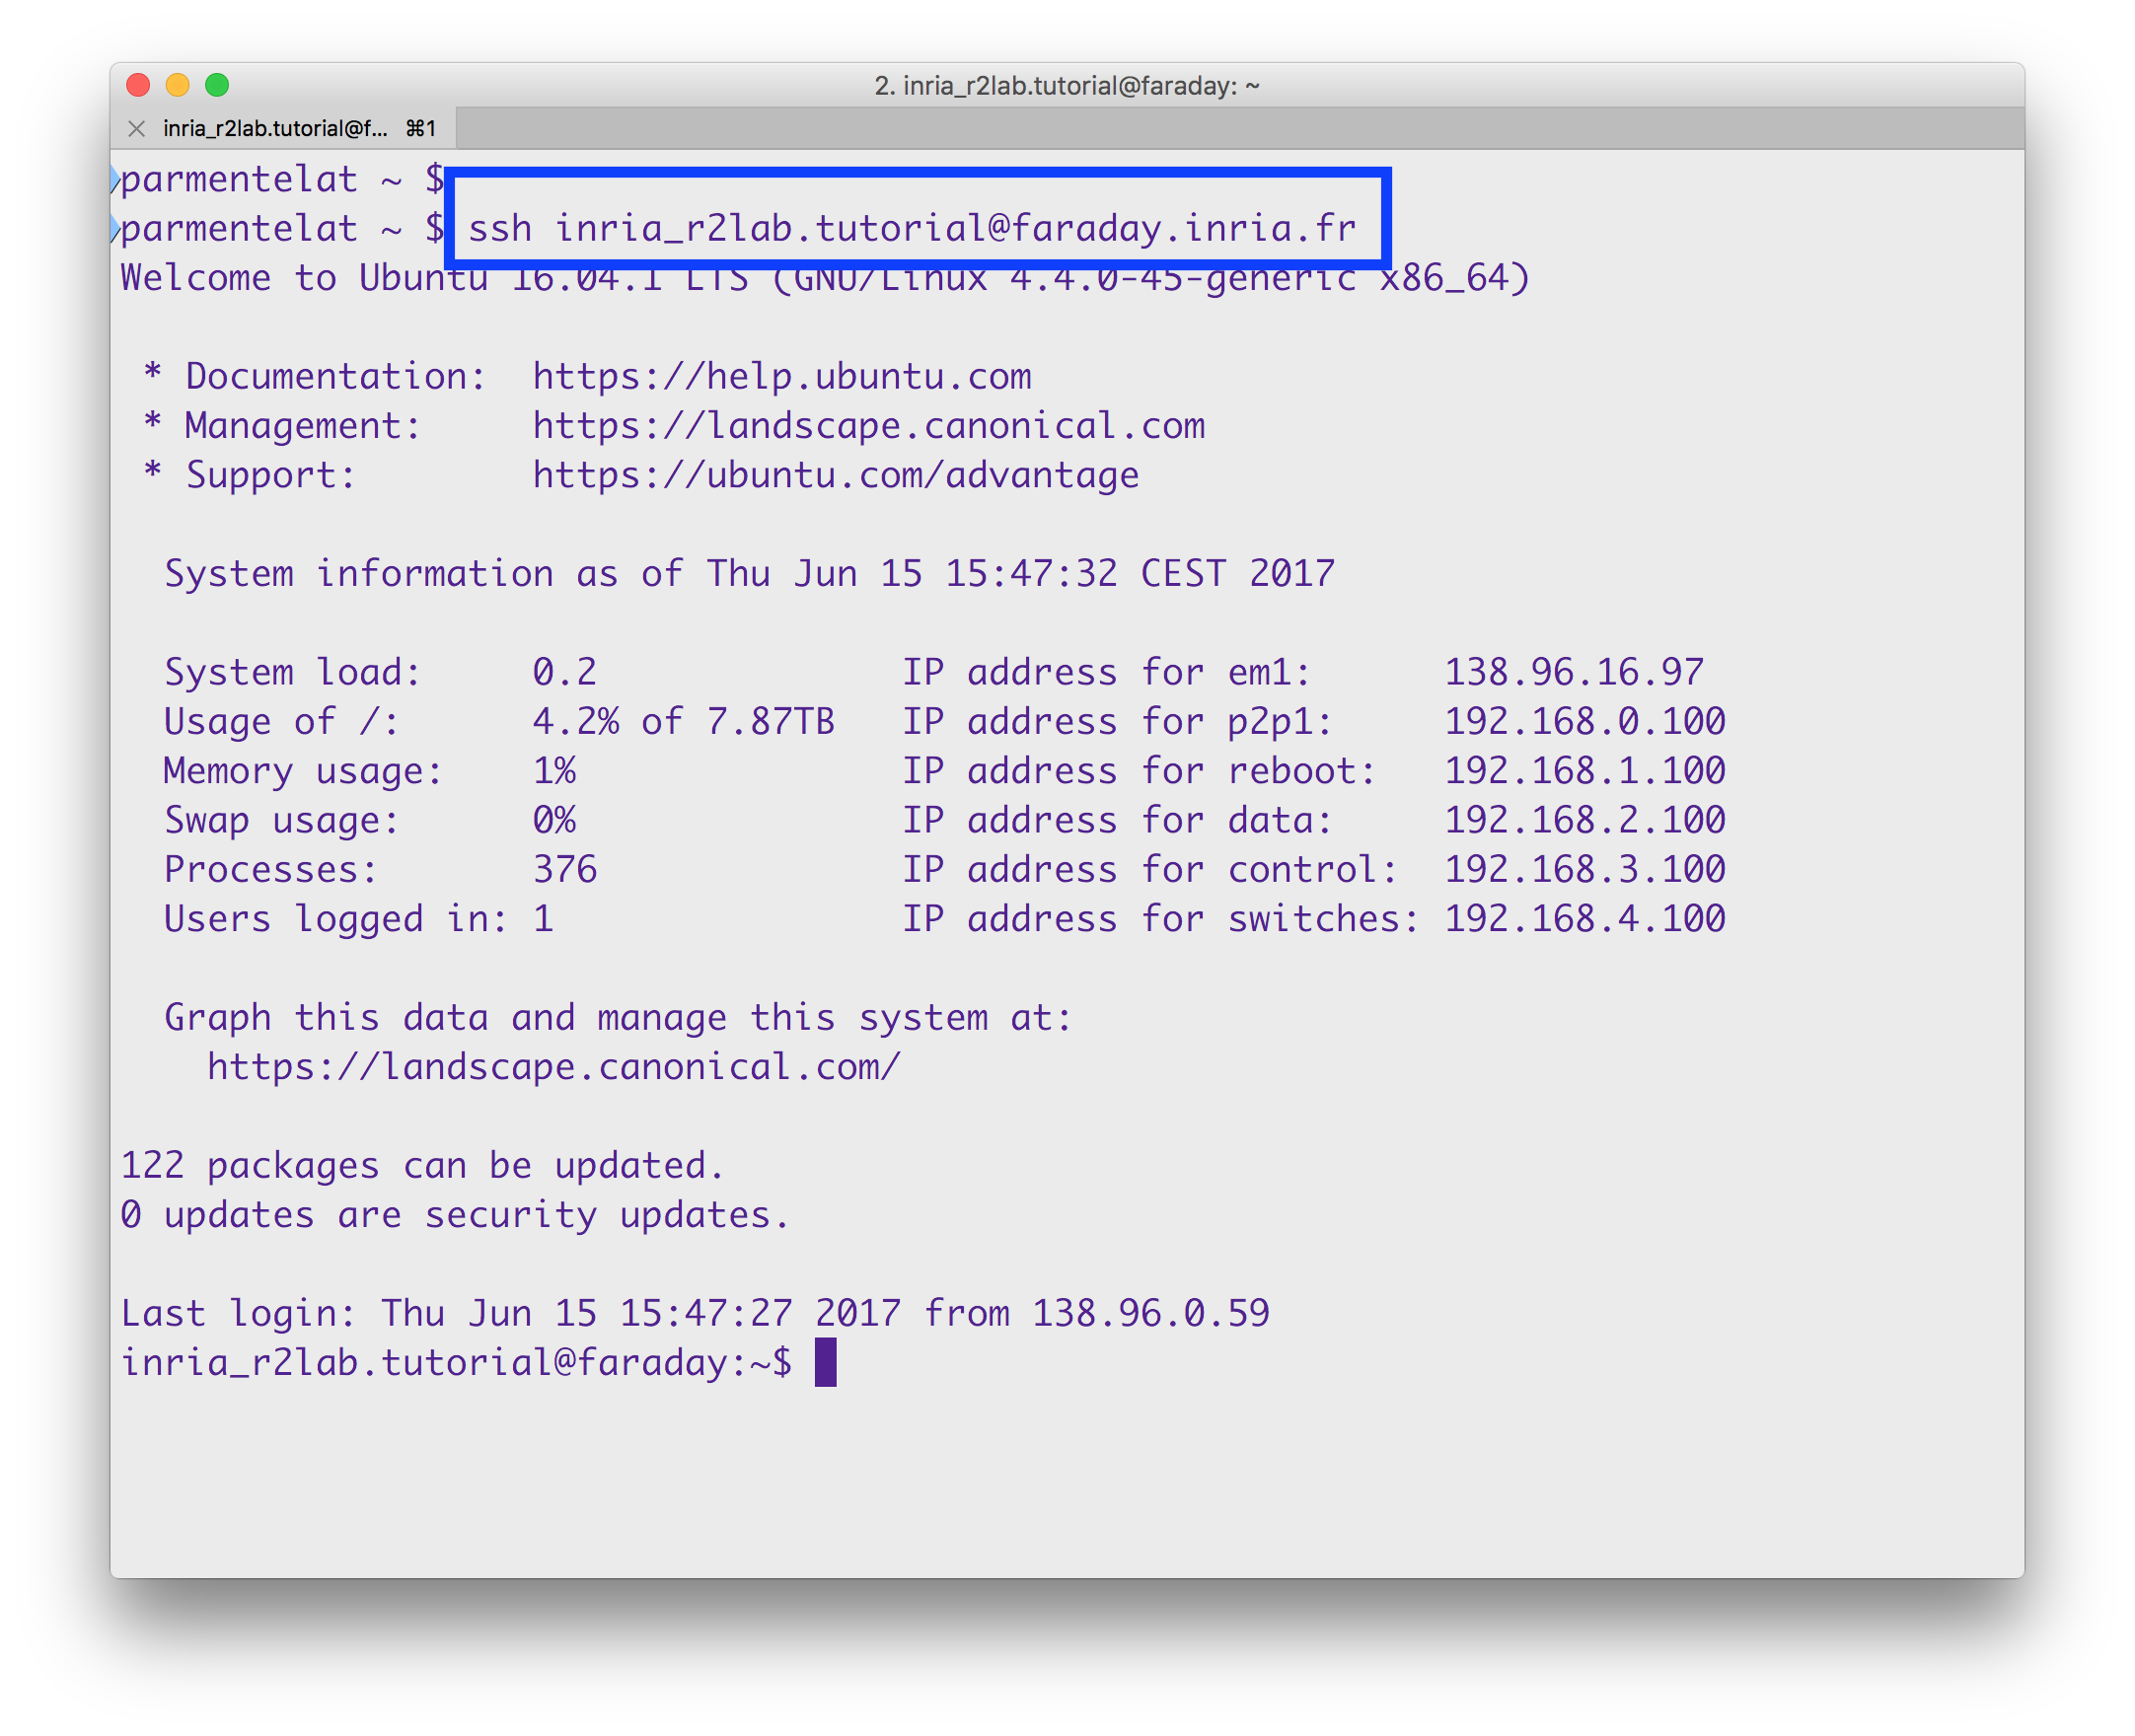 2. inria_r2lab.tutorial@faraday: ~
inria_r2lab.tutorial@f... ⌘1
parmentelat ~ $
parmentelat ~ $ ssh inria_r2lab.tutorial@faraday.inria.fr
Welcome to Ubuntu 16.04.1 LTS (GNU/Linux 4.4.0-45-generic x86_64)
* Documentation: https://help.ubuntu.com
* Management: https://landscape.canonical.com
* Support: https://ubuntu.com/advantage
System information as of Thu Jun 15 15:47:32 CEST 2017
System load: 0.2 IP address for em1: 138.96.16.97
Usage of /: 4.2% of 7.87TB IP address for p2p1: 192.168.0.100
Memory usage: 1% IP address for reboot: 192.168.1.100
Swap usage: 0% IP address for data: 192.168.2.100
Processes: 376 IP address for control: 192.168.3.100
Users logged in: 1 IP address for switches: 192.168.4.100
Graph this data and manage this system at:
https://landscape.canonical.com/
122 packages can be updated.
0 updates are security updates.
Last login: Thu Jun 15 15:47:27 2017 from 138.96.0.59
inria_r2lab.tutorial@faraday:~$